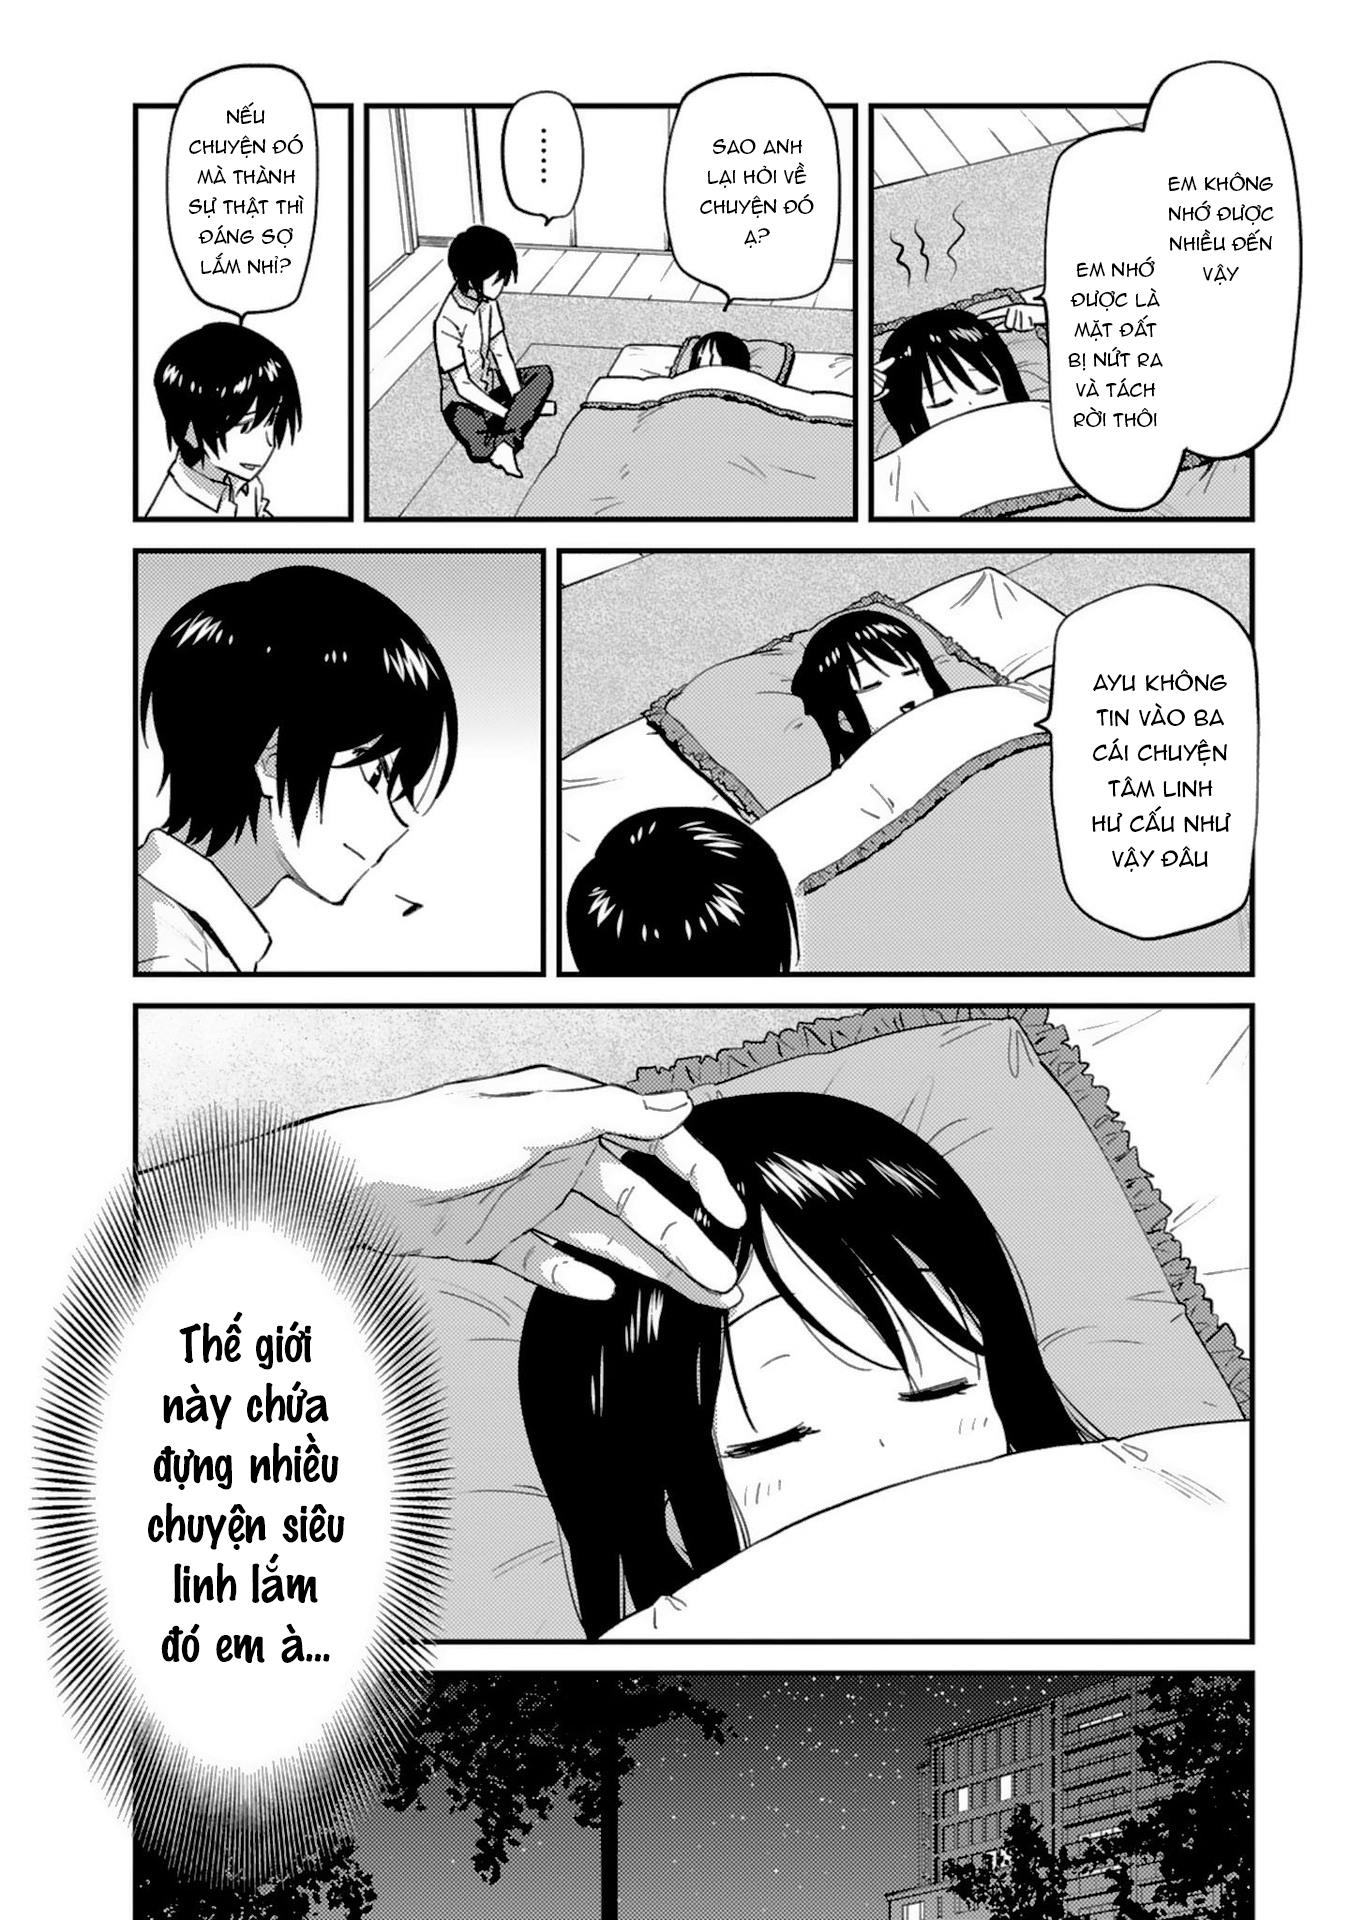 EM KHÔNG
NHỚ ĐƯỢC
NHIỀU ĐẾN
VẬY
EM NHỚ
ĐƯỢC LÀ
MẶT ĐẤT
BỊ NỨT RA
VÀ TÁCH
RỜI THÔI
SAO ANH
LẠI HỎI VỀ
CHUYỆN ĐÓ
Ạ?
......
NẾU
CHUYỆN ĐÓ
MÀ THÀNH
SỰ THẬT THÌ
ĐÁNG SỢ
LẮM NHỈ?
AYU KHÔNG
TIN VÀO BA
CÁI CHUYỆN
TÂM LINH
HƯ CẤU NHƯ
VẬY ĐÂU
Thế giới
này chứa
đựng nhiều
chuyện siêu
linh lắm
đó em à...